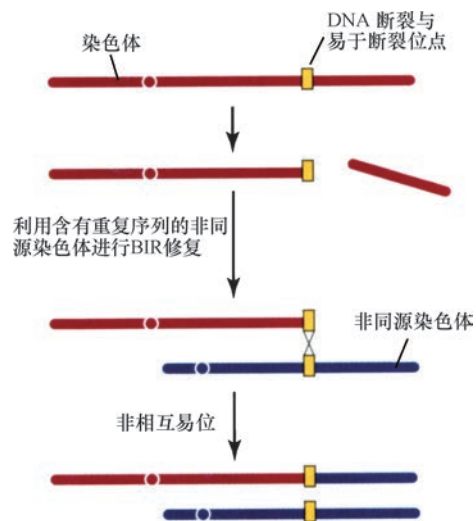 染色体
DNA 断裂与
易于断裂位点
利用含有重复序列的非同
源染色体进行BIR修复
非同源染色体
非相互易位